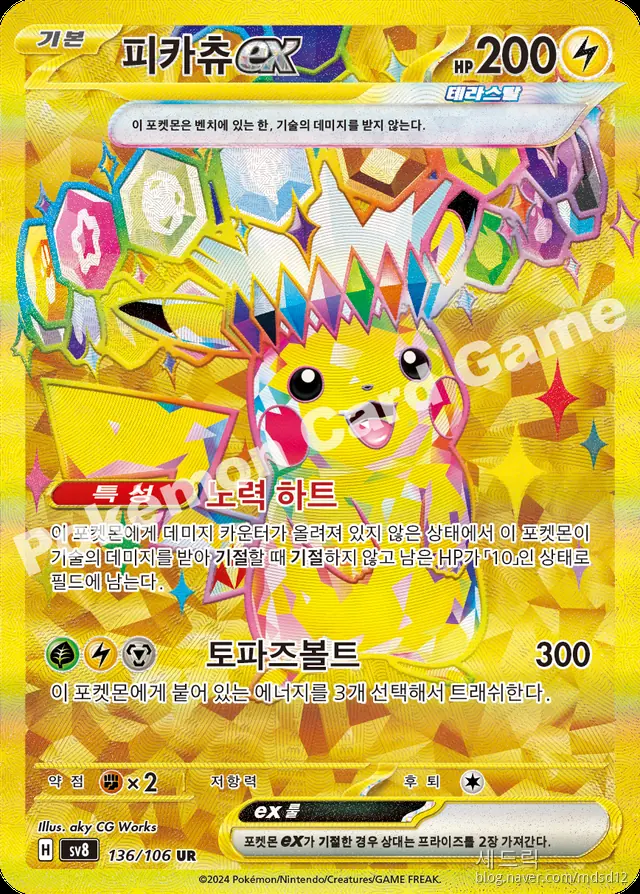 기본 피카츄ex HP200
테라스탈
이 포켓몬은 벤치에 있는 한, 기술의 데미지를 받지 않는다.
Pokémon Card Game
특성 노력 하트
이 포켓몬에게 데미지 카운터가 올려져 있지 않은 상태에서 이 포켓몬이
기술의 데미지를 받아 기절할 때 기절하지 않고 남은 HP가 「10」인 상태로
필드에 남는다.
토파즈볼트 300
이 포켓몬에게 붙어 있는 에너지를 3개 선택해서 트래쉬한다.
약점 ×2 저항력 후퇴
ex 룰
포켓몬 ex가 기절한 경우 상대는 프라이즈를 2장 가져간다.
Illus. aky CG Works
H sv8 136/106 UR
세드릭
blog.naver.com/mdsd12
©2024 Pokémon/Nintendo/Creatures/GAME FREAK.